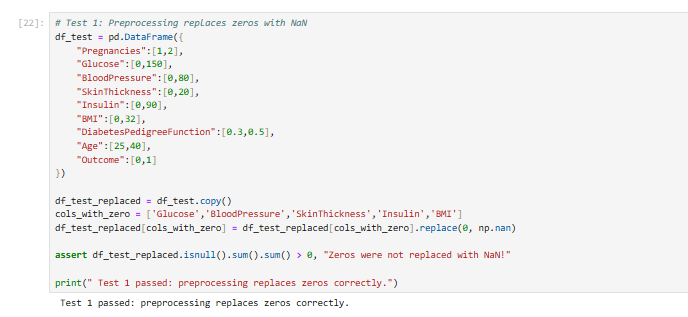 [22]: # Test 1: Preprocessing replaces zeros with NaN
df_test = pd.DataFrame({
    "Pregnancies":[1,2],
    "Glucose":[0,150],
    "BloodPressure":[0,80],
    "SkinThickness":[0,20],
    "Insulin":[0,90],
    "BMI":[0,32],
    "DiabetesPedigreeFunction":[0.3,0.5],
    "Age":[25,40],
    "Outcome":[0,1]
})

df_test_replaced = df_test.copy()
cols_with_zero = ['Glucose','BloodPressure','SkinThickness','Insulin','BMI']
df_test_replaced[cols_with_zero] = df_test_replaced[cols_with_zero].replace(0, np.nan)

assert df_test_replaced.isnull().sum().sum() > 0, "Zeros were not replaced with NaN!"

print(" Test 1 passed: preprocessing replaces zeros correctly.")
 Test 1 passed: preprocessing replaces zeros correctly.